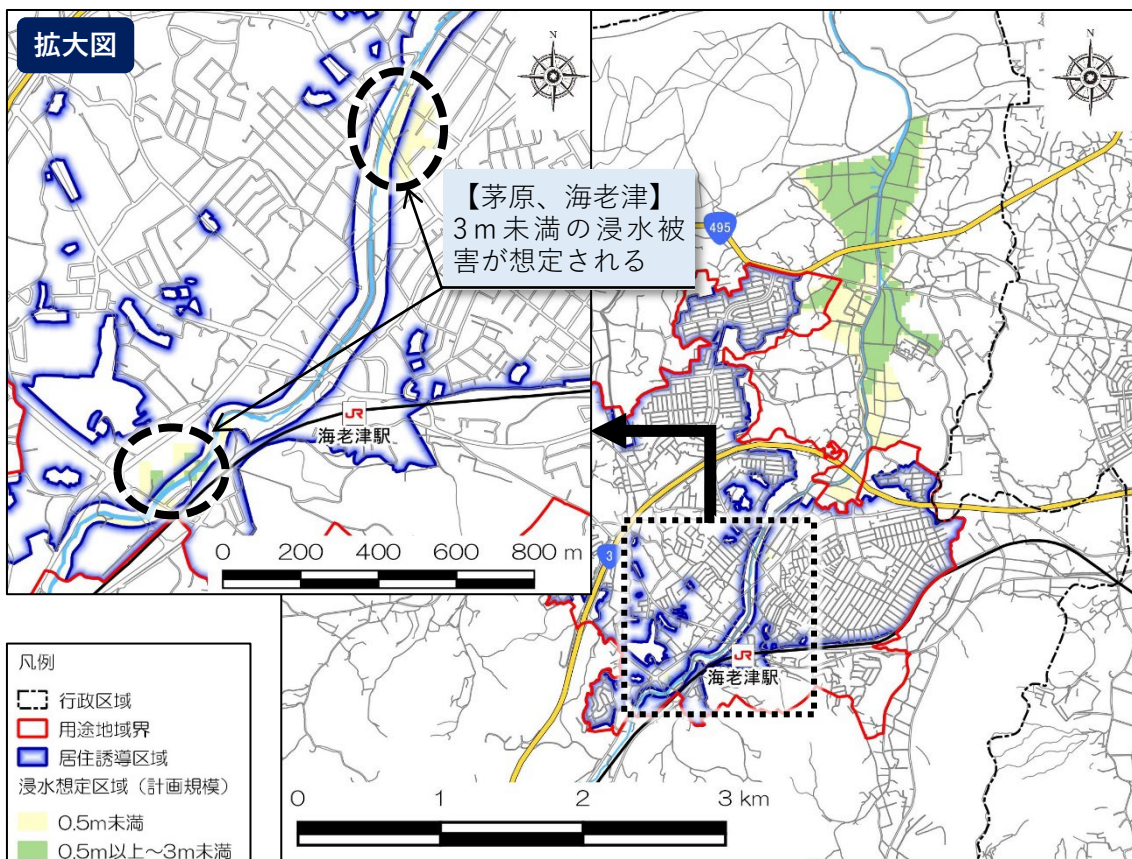 拡大図
N
【茅原、海老津】
3m未満の浸水被
害が想定される
JR
海老津駅
0 200 400 600 800 m
N
495
3
JR
海老津駅
0 1 2 3 km
凡例
行政区域
用途地域界
居住誘導区域
浸水想定区域（計画規模）
0.5m未満
0.5m以上～3m未満